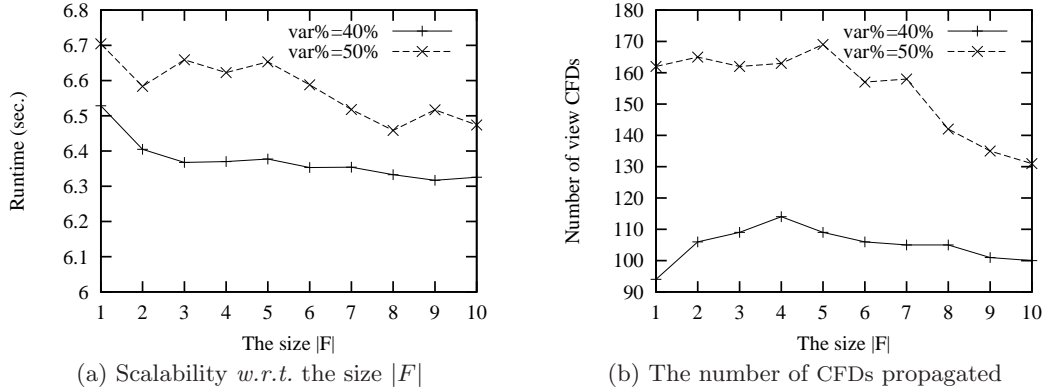 6.8
6.7
6.6
6.5
6.4
6.3
6.2
6.1
6
Runtime (sec.)
var%=40%
var%=50%
1 2 3 4 5 6 7 8 9 10
The size |F|
(a) Scalability w.r.t. the size |F|
180
170
160
150
140
130
120
110
100
90
Number of view CFDs
var%=40%
var%=50%
1 2 3 4 5 6 7 8 9 10
The size |F|
(b) The number of CFDs propagated